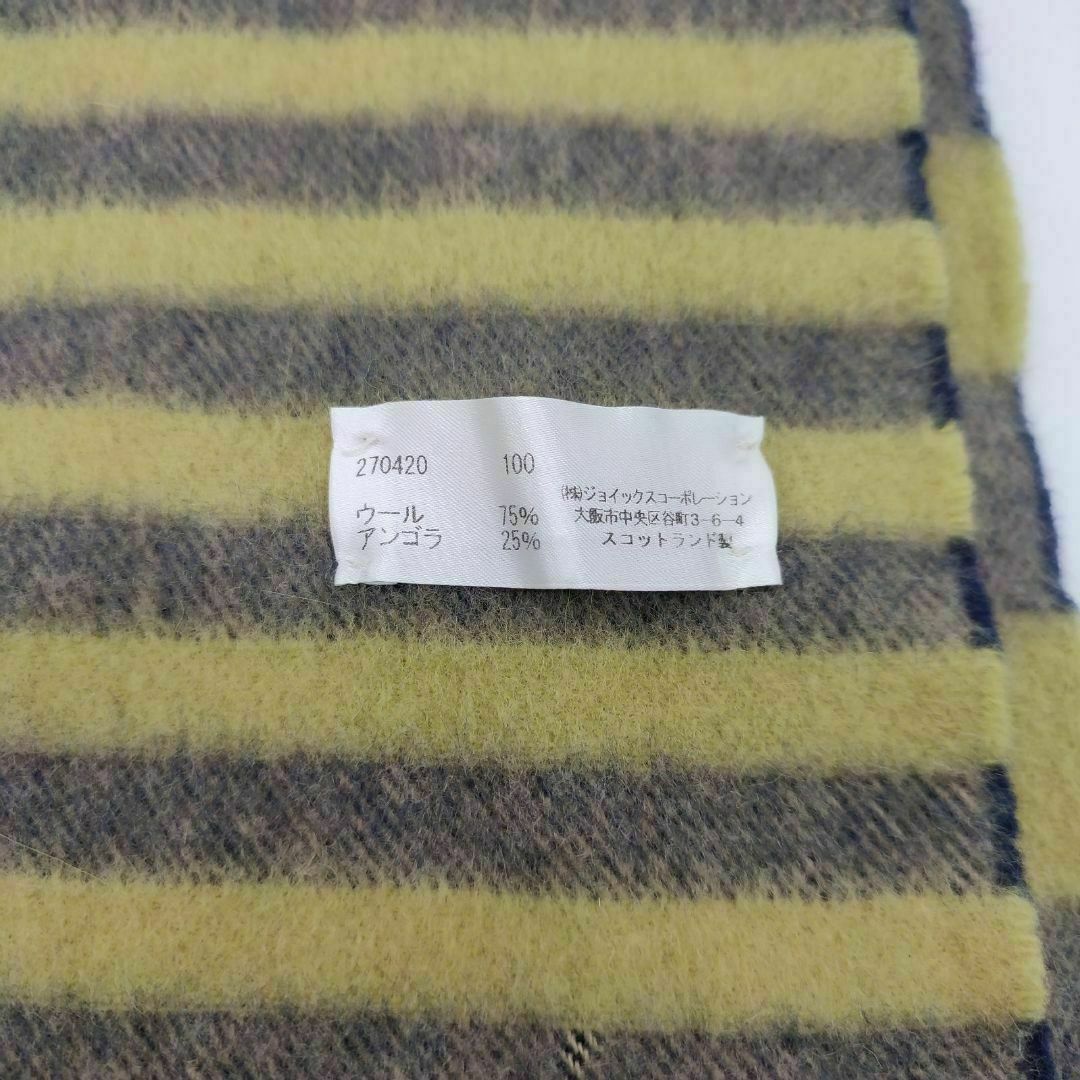 270420 100
ウール 75%
アンゴラ 25%
(株)ジョイックスコーポレーション
大阪市中央区谷町3-6-4
スコットランド製